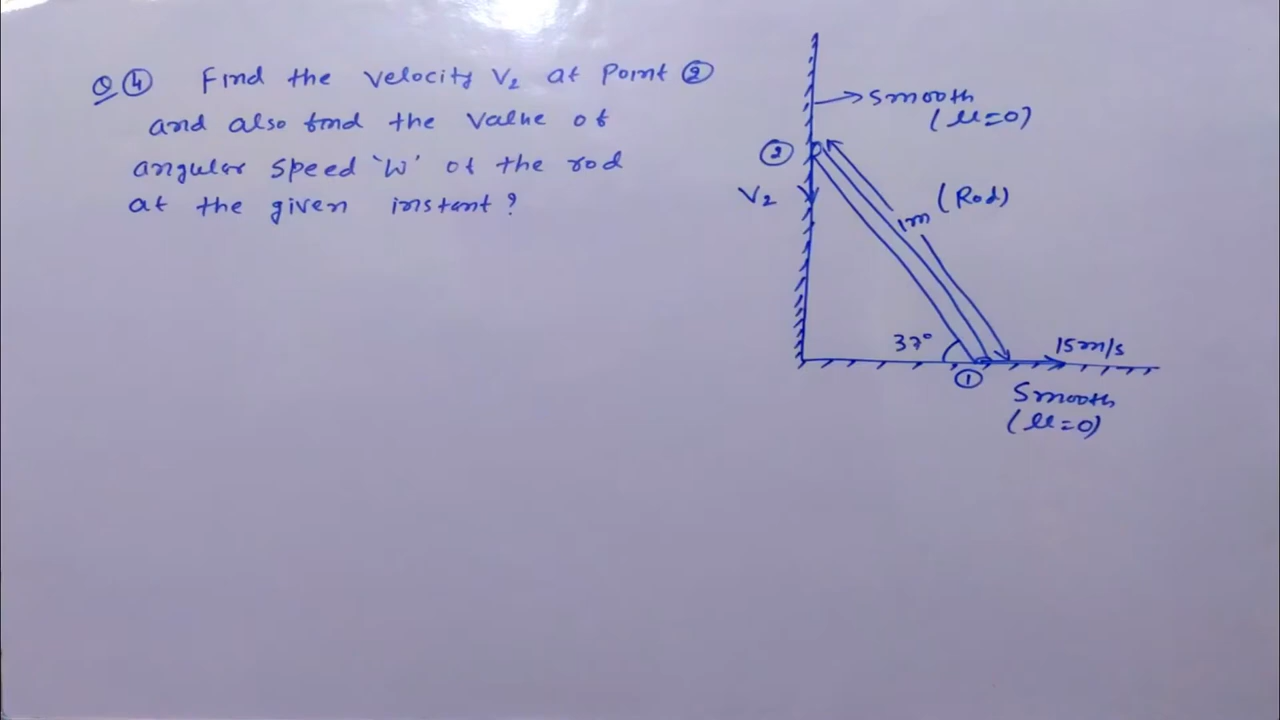 Q④ Find the velocity V₂ at Point ②
and also find the value of
angular speed 'W' of the rod
at the given instant?
→ Smooth
(μ=0)
②
V₂
1m (Rod)
37°
15m/s
①
Smooth
(μ=0)